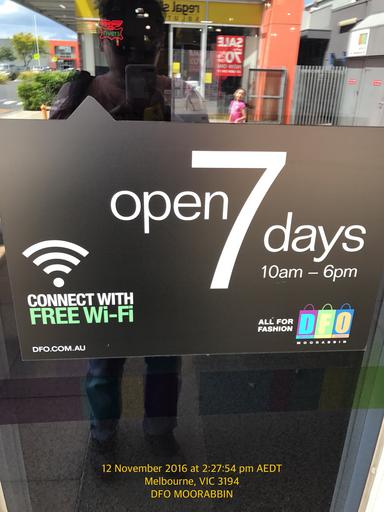 rivers
regal s
SALE
70%
open 7 days
10am – 6pm
CONNECT WITH
FREE Wi-Fi
DFO.COM.AU
ALL FOR
FASHION
DFO
MOORABBIN
12 November 2016 at 2:27:54 pm AEDT
Melbourne, VIC 3194
DFO MOORABBIN